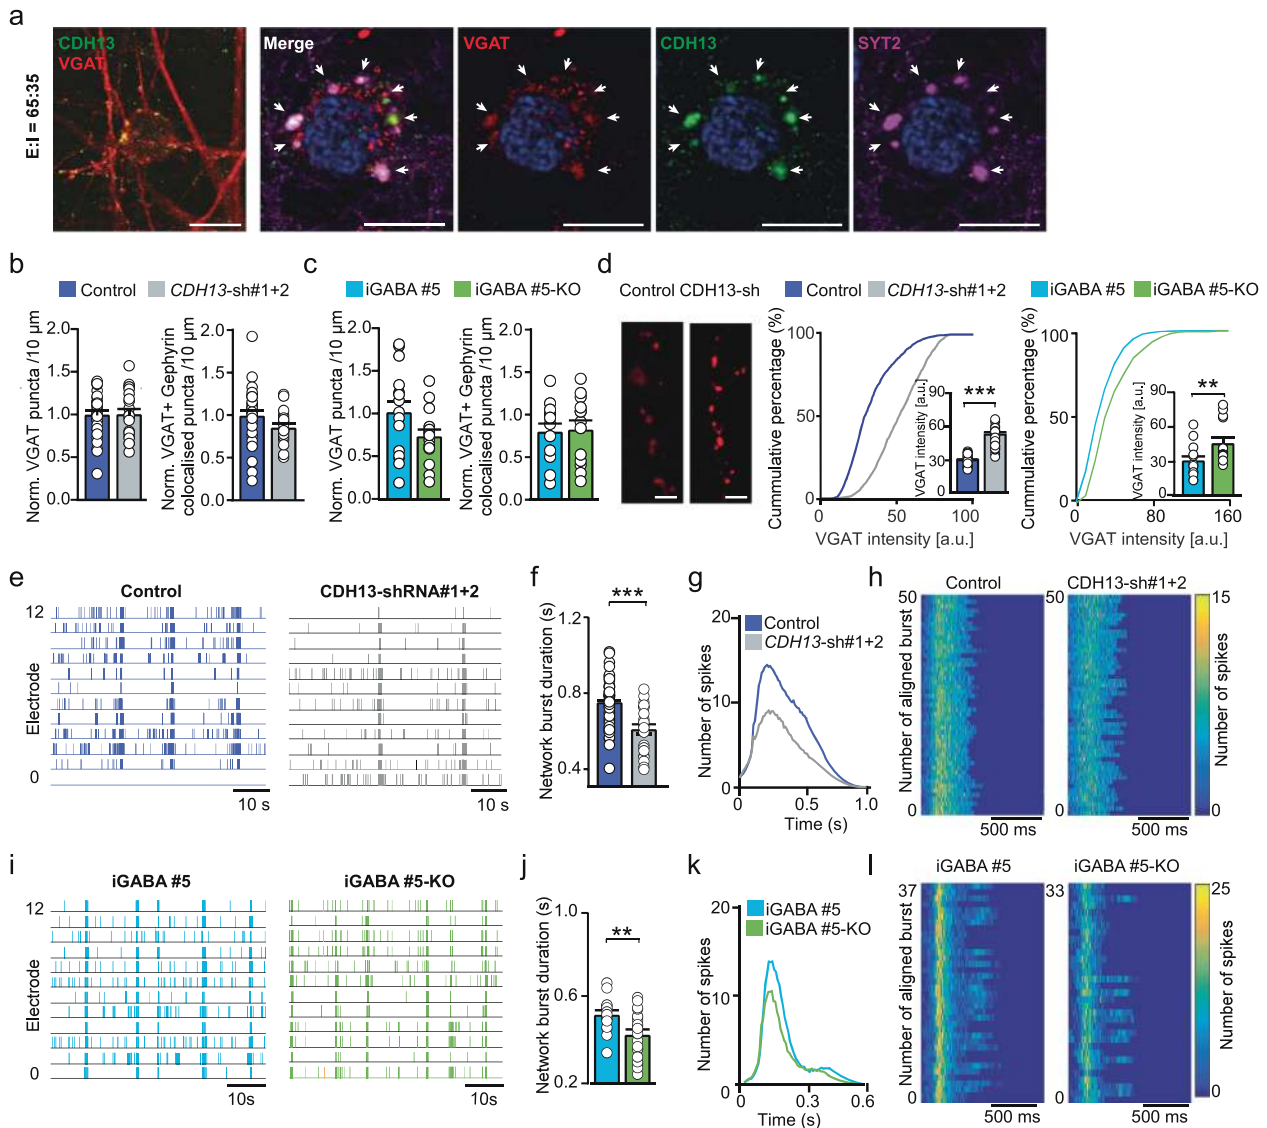 a
E:I = 65:35
CDH13
VGAT
Merge
VGAT
CDH13
SYT2
b
Control
CDH13-sh#1+2
Norm. VGAT puncta /10 µm
2.0
1.5
1.0
0.5
0.0
Norm. VGAT+ Gephyrin
colocalised puncta /10 µm
2.0
1.5
1.0
0.5
0.0
c
iGABA #5
iGABA #5-KO
Norm. VGAT puncta /10 µm
2.0
1.5
1.0
0.5
0.0
Norm. VGAT+ Gephyrin
colocalised puncta /10 µm
2.0
1.5
1.0
0.5
0.0
d
Control CDH13-sh
Control
CDH13-sh#1+2
Cummulative percentage (%)
100
50
0
0
50
100
VGAT intensity [a.u.]
VGAT intensity [a.u.]
90
60
30
0
***
iGABA #5
iGABA #5-KO
Cummulative percentage (%)
100
50
0
0
80
160
VGAT intensity [a.u.]
VGAT intensity [a.u.]
90
60
30
0
**
e
Control
CDH13-shRNA#1+2
12
Electrode
0
10 s
10 s
f
Network burst duration (s)
1.2
0.8
0.4
***
g
Control
CDH13-sh#1+2
Number of spikes
20
10
0
0
0.5
1.0
Time (s)
h
Control
CDH13-sh#1+2
Number of aligned burst
50
0
50
0
500 ms
500 ms
15
0
Number of spikes
i
iGABA #5
iGABA #5-KO
12
Electrode
0
10s
10s
j
Network burst duration (s)
1.0
0.6
0.2
**
k
iGABA #5
iGABA #5-KO
Number of spikes
20
10
0
0
0.3
0.6
Time (s)
l
iGABA #5
iGABA #5-KO
Number of aligned burst
37
0
33
0
500 ms
500 ms
25
0
Number of spikes